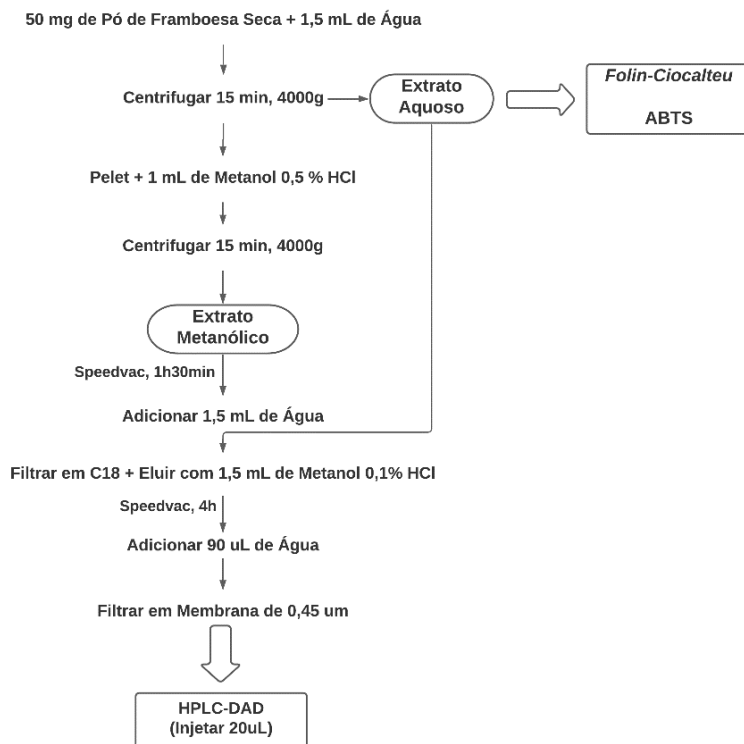 50 mg de Pó de Framboesa Seca + 1,5 mL de Água
Centrifugar 15 min, 4000g
Extrato
Aquoso
Folin-Ciocalteu
ABTS
Pelet + 1 mL de Metanol 0,5 % HCl
Centrifugar 15 min, 4000g
Extrato
Metanólico
Speedvac, 1h30min
Adicionar 1,5 mL de Água
Filtrar em C18 + Eluir com 1,5 mL de Metanol 0,1% HCl
Speedvac, 4h
Adicionar 90 uL de Água
Filtrar em Membrana de 0,45 um
HPLC-DAD
(Injetar 20uL)